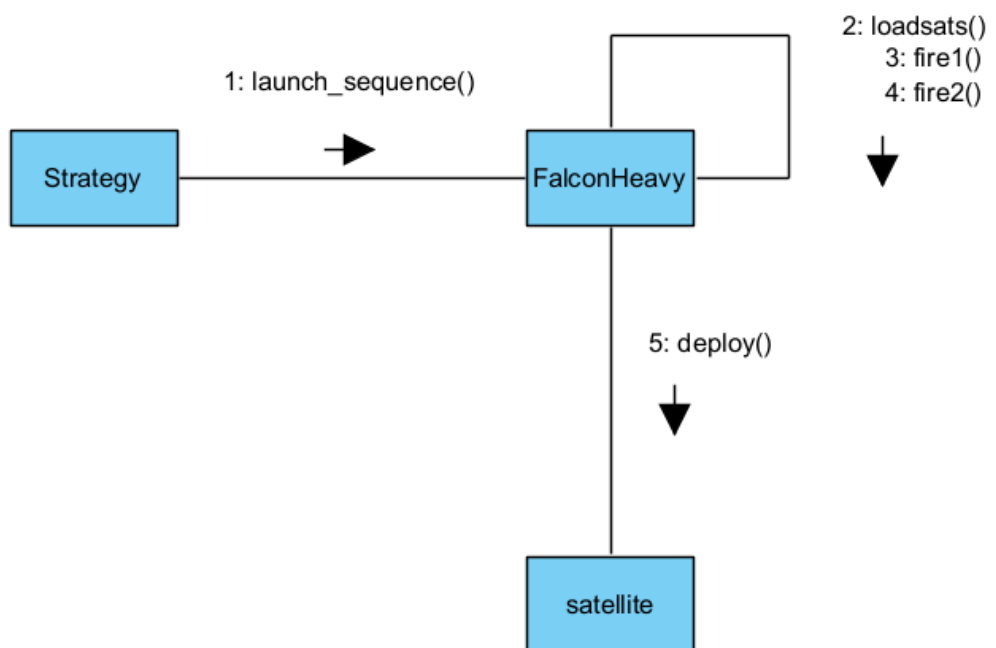 2: loadsats()
3: fire1()
4: fire2()
1: launch_sequence()
Strategy
FalconHeavy
5: deploy()
satellite